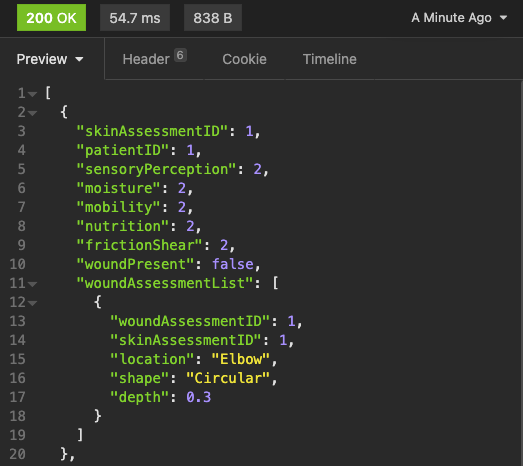 200 OK 54.7 ms 838 B A Minute Ago
Preview Header 6 Cookie Timeline
1 [
2 {
3 "skinAssessmentID": 1,
4 "patientID": 1,
5 "sensoryPerception": 2,
6 "moisture": 2,
7 "mobility": 2,
8 "nutrition": 2,
9 "frictionShear": 2,
10 "woundPresent": false,
11 "woundAssessmentList": [
12 {
13 "woundAssessmentID": 1,
14 "skinAssessmentID": 1,
15 "location": "Elbow",
16 "shape": "Circular",
17 "depth": 0.3
18 }
19 ]
20 },